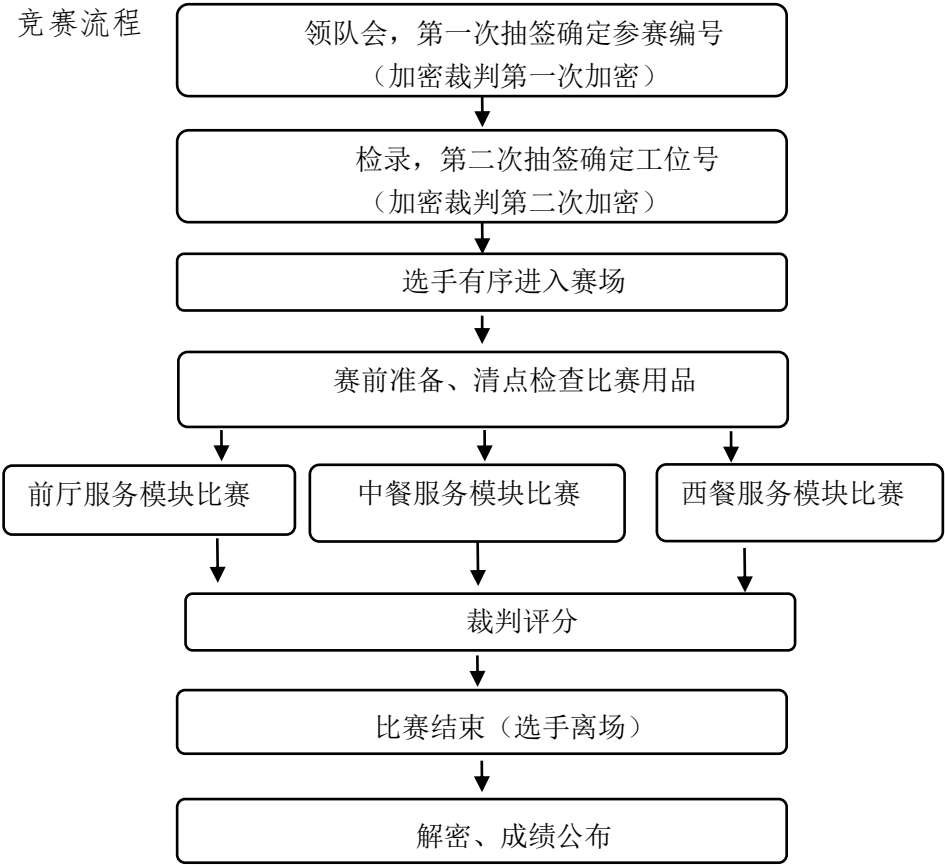 竞赛流程
领队会，第一次抽签确定参赛编号
（加密裁判第一次加密）
检录，第二次抽签确定工位号
（加密裁判第二次加密）
选手有序进入赛场
赛前准备、清点检查比赛用品
前厅服务模块比赛
中餐服务模块比赛
西餐服务模块比赛
裁判评分
比赛结束（选手离场）
解密、成绩公布